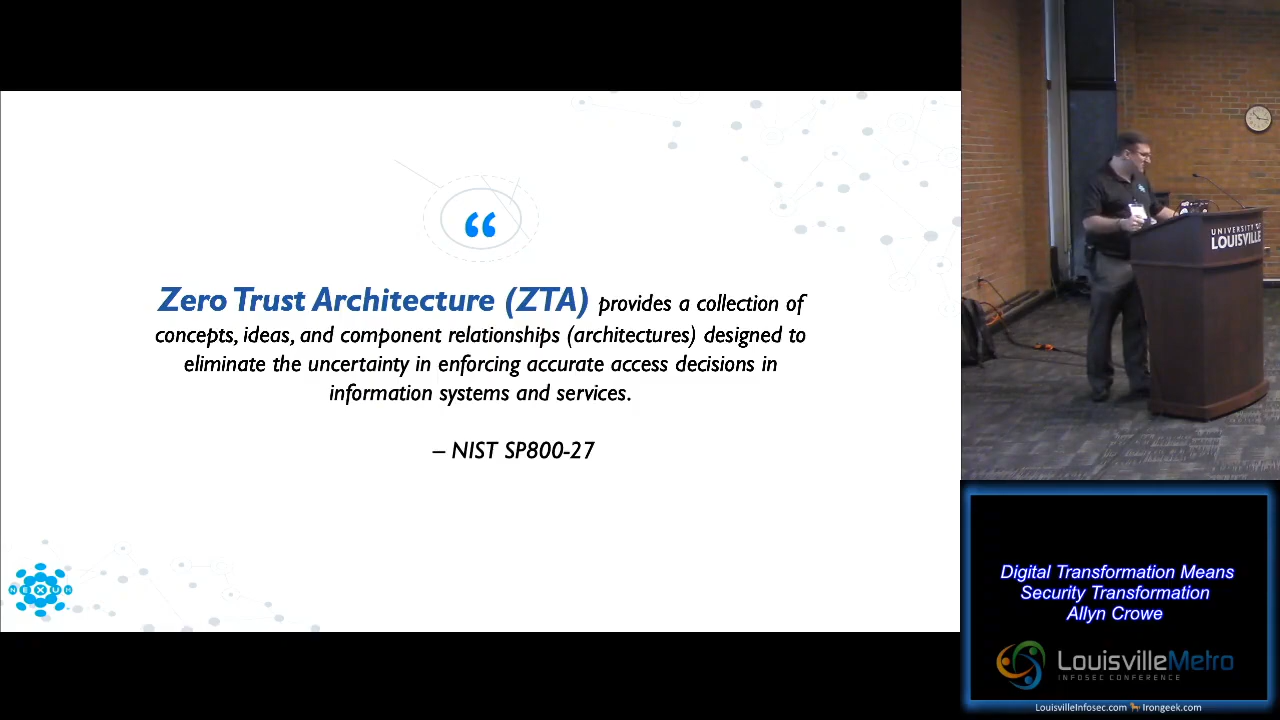 “
Zero Trust Architecture (ZTA) provides a collection of
concepts, ideas, and component relationships (architectures) designed to
eliminate the uncertainty in enforcing accurate access decisions in
information systems and services.
– NIST SP800-27
NEXUM
UNIVERSITY OF
LOUISVILLE
Digital Transformation Means
Security Transformation
Allyn Crowe
LouisvilleMetro
INFOSEC CONFERENCE
LouisvilleInfosec.com Irongeek.com